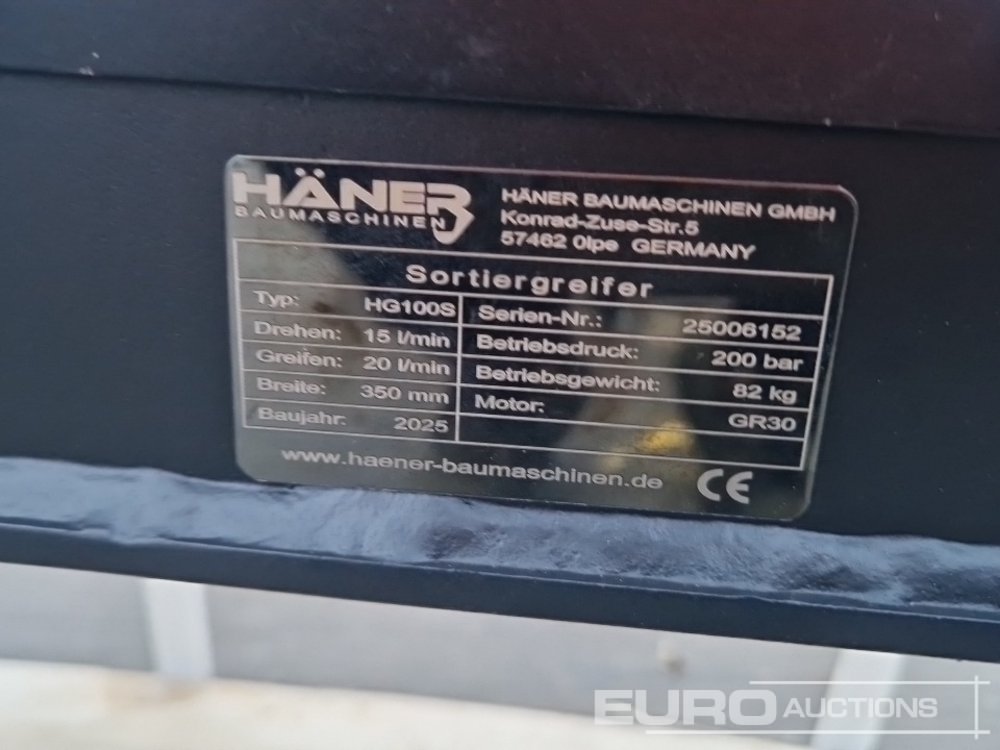 HÄNER
BAUMASCHINEN
HÄNER BAUMASCHINEN GMBH
Konrad-Zuse-Str.5
57462 Olpe GERMANY
Sortiergreifer
Typ: HG100S
Drehen: 15 l/min
Greifen: 20 l/min
Breite: 350 mm
Baujahr: 2025
Serien-Nr.: 25006152
Betriebsdruck: 200 bar
Betriebsgewicht: 82 kg
Motor: GR30
www.haener-baumaschinen.de
CE
EURO AUCTIONS